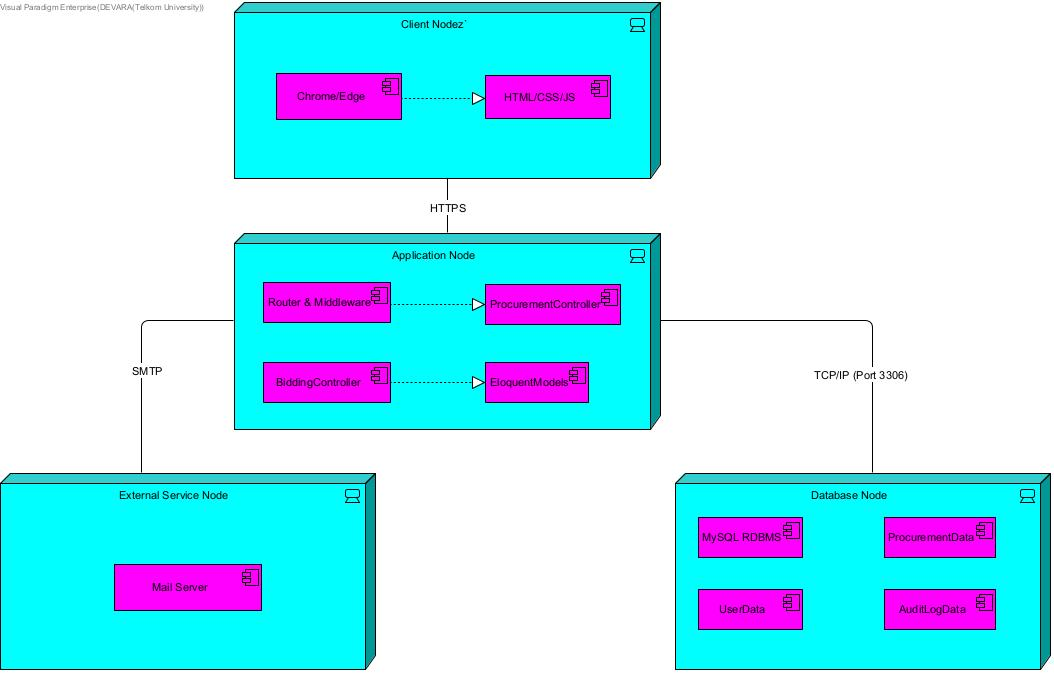 Visual Paradigm Enterprise(DEVARA(Telkom University))
Client Nodez`
Chrome/Edge
HTML/CSS/JS
HTTPS
Application Node
Router & Middleware
ProcurementController
BiddingController
EloquentModels
SMTP
TCP/IP (Port 3306)
External Service Node
Mail Server
Database Node
MySQL RDBMS
ProcurementData
UserData
AuditLogData